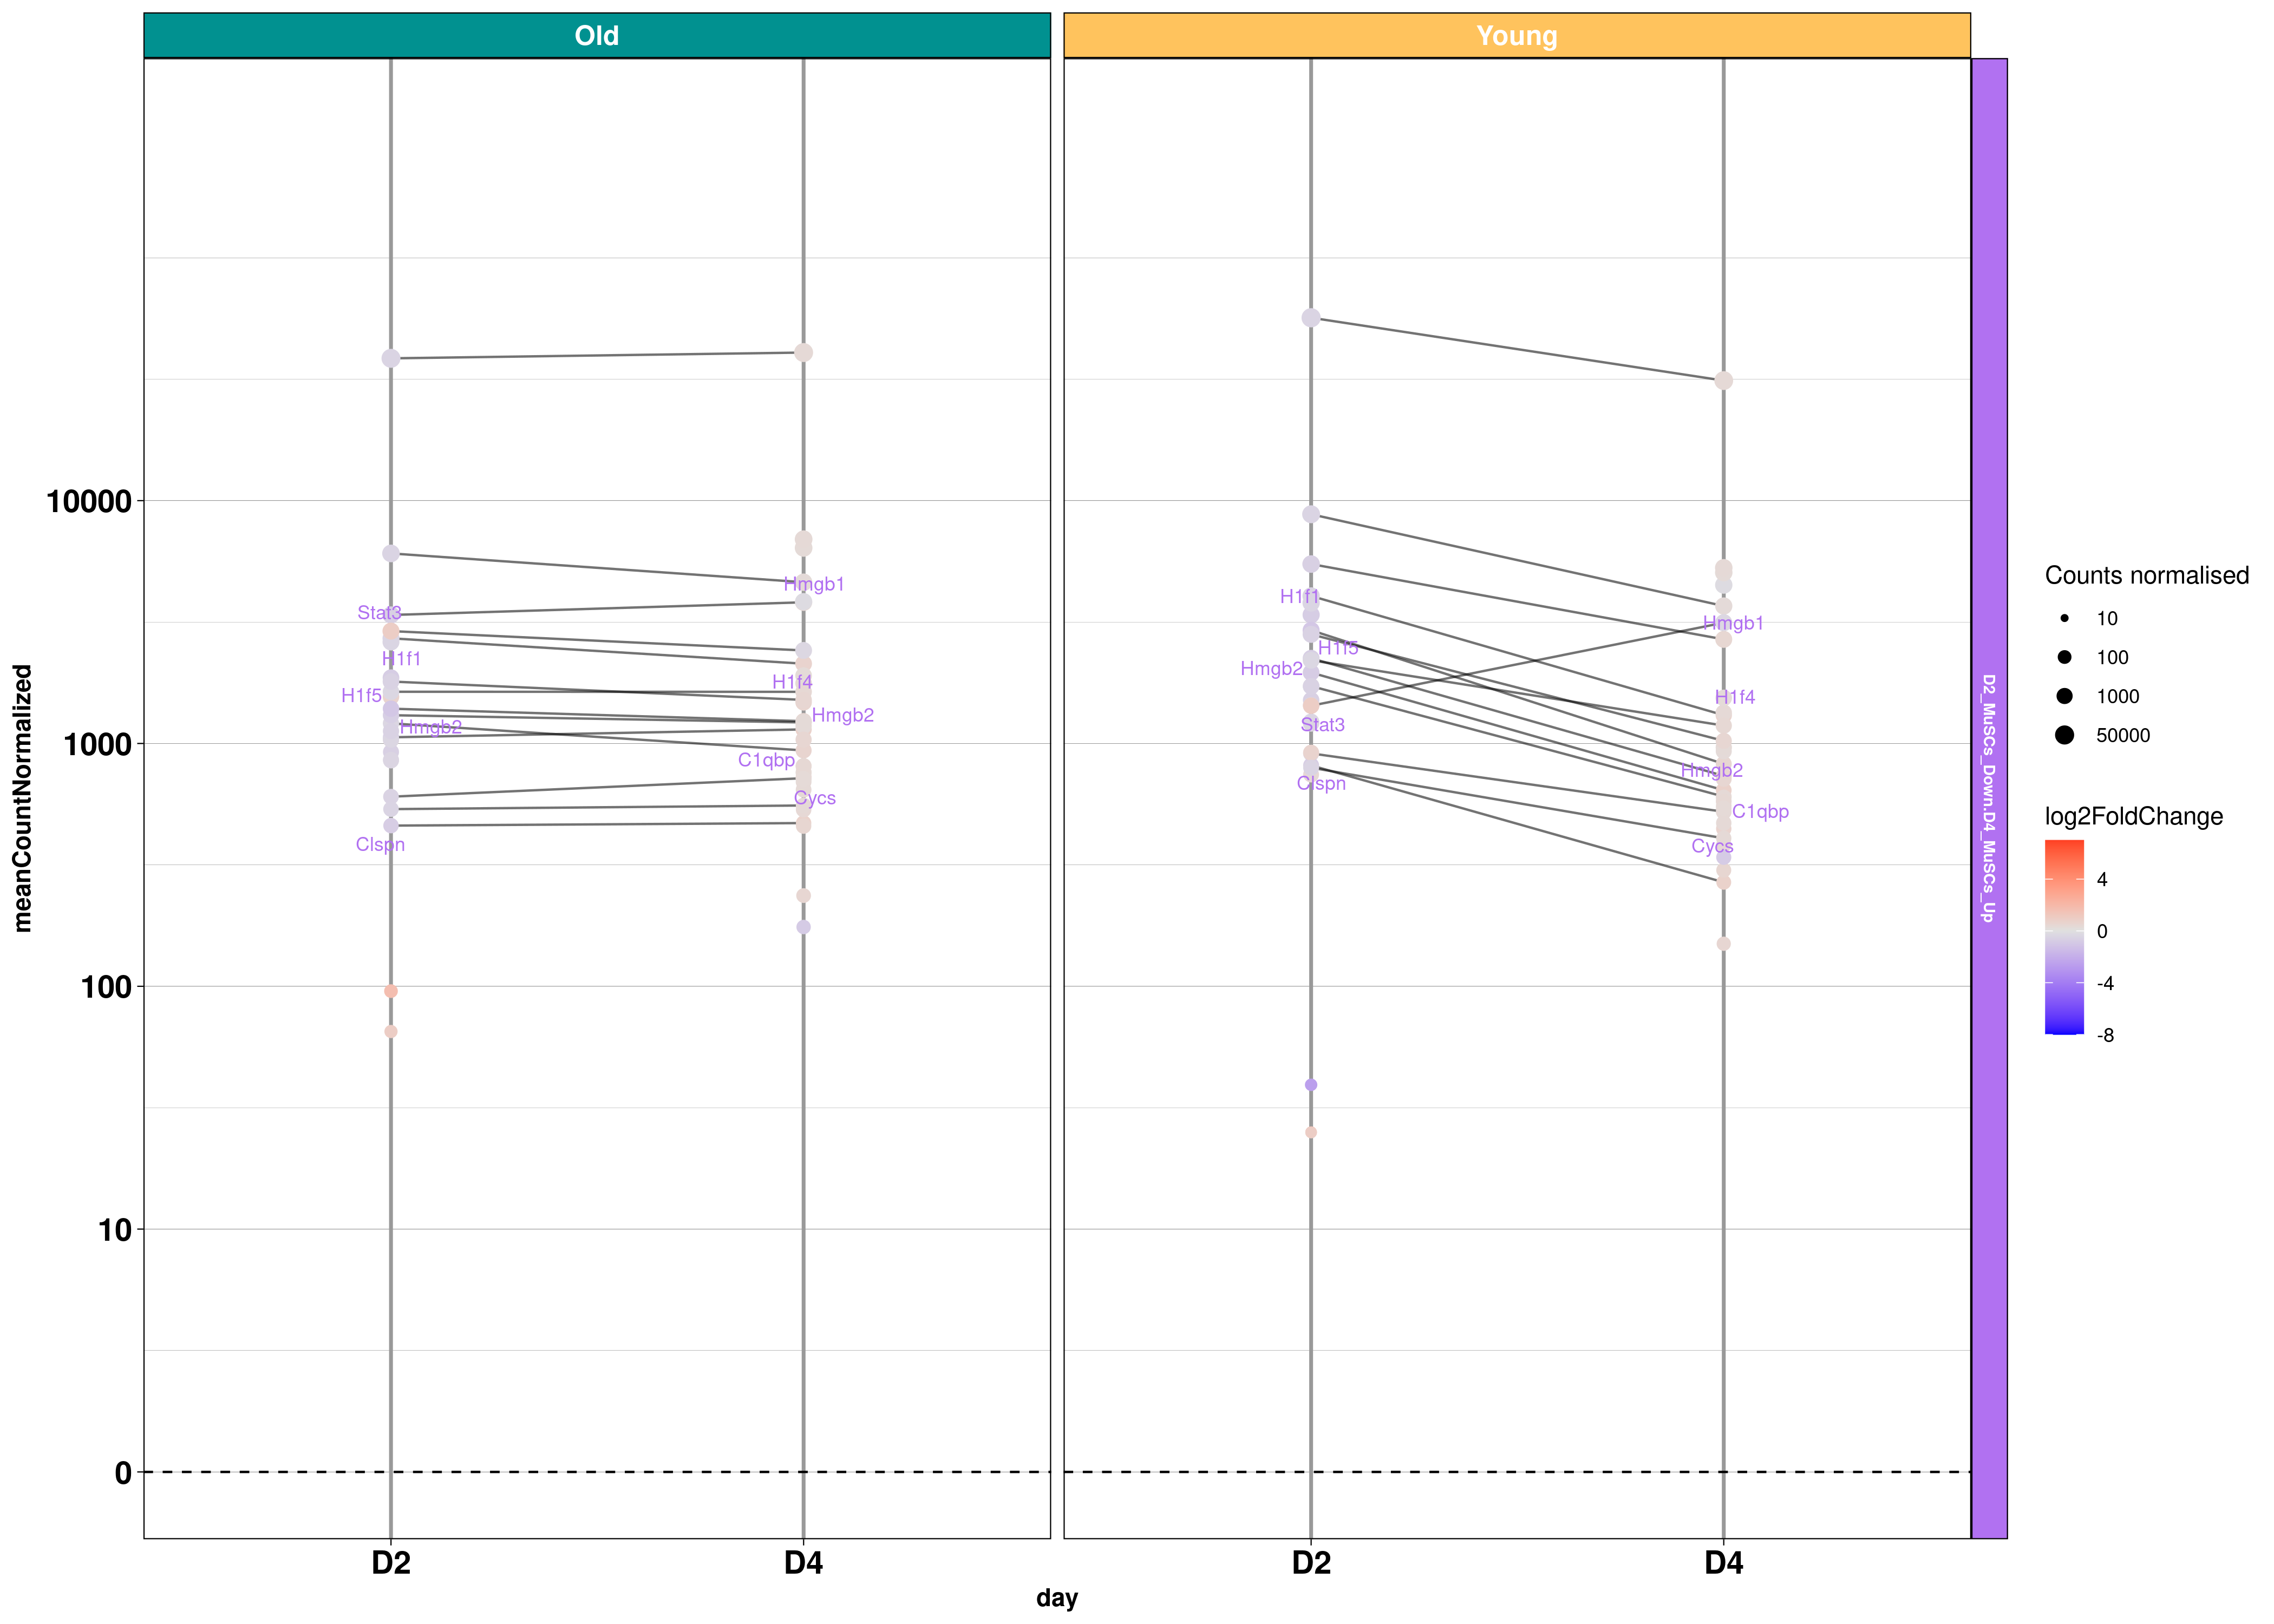 Old
Young
meanCountNormalized
10000
1000
100
10
0
Stat3
H1f1
H1f5
Hmgb2
Clspn
Hmgb1
H1f4
Hmgb2
C1qbp
Cycs
H1f1
H1f5
Hmgb2
Stat3
Clspn
Hmgb1
H1f4
Hmgb2
C1qbp
Cycs
D2_MuSCs_Down.D4_MuSCs_Up
D2
D4
D2
D4
day
Counts normalised
10
100
1000
50000
log2FoldChange
4
0
-4
-8